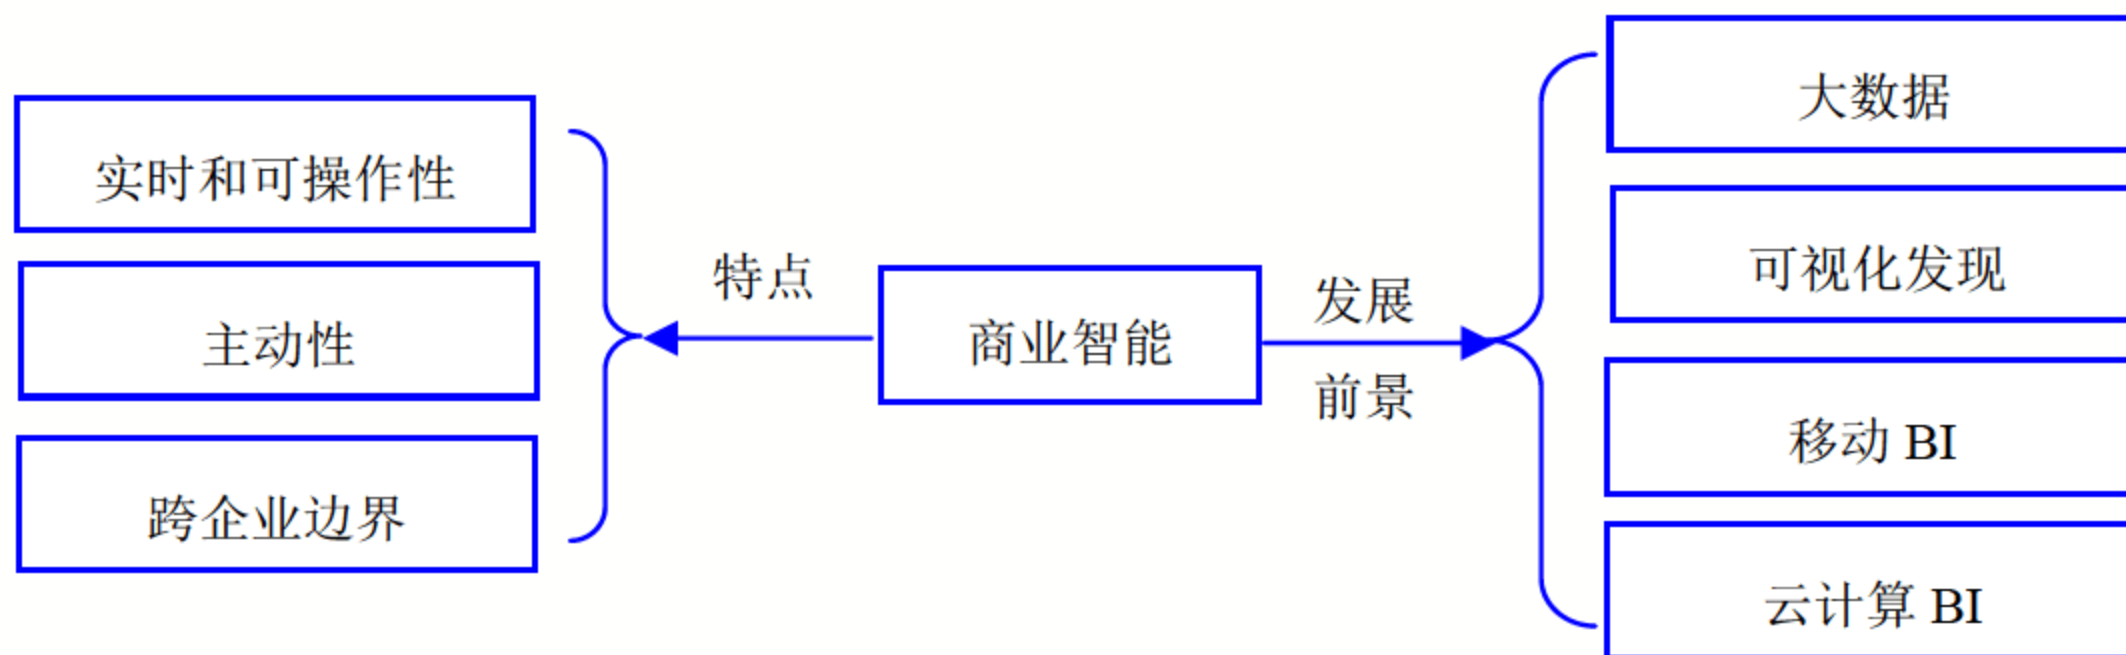 实时和可操作性
主动性
跨企业边界
特点
商业智能
发展
前景
大数据
可视化发现
移动 BI
云计算 BI